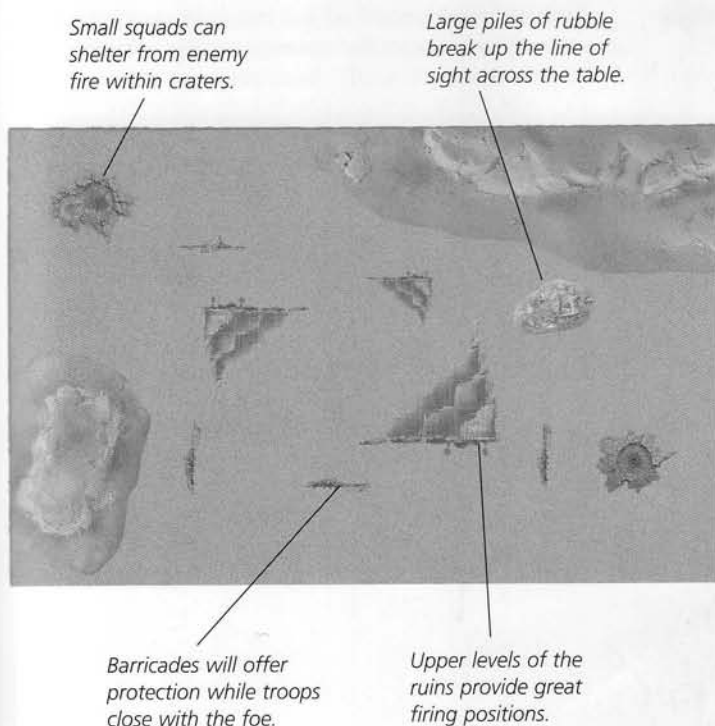 Small squads can
shelter from enemy
fire within craters.
Large piles of rubble
break up the line of
sight across the table.
Barricades will offer
protection while troops
close with the foe.
Upper levels of the
ruins provide great
firing positions.